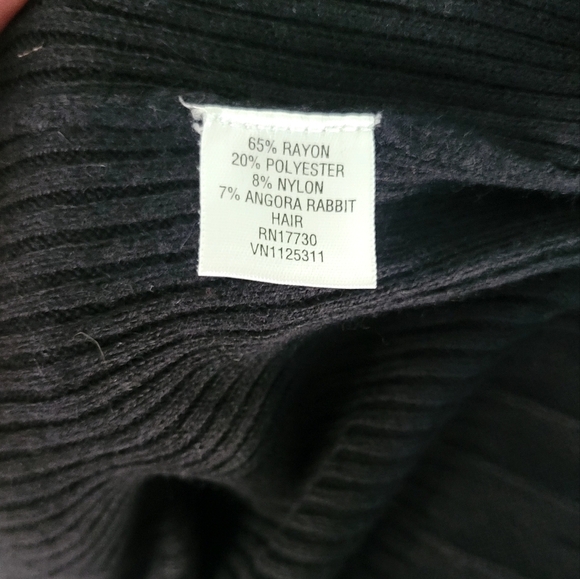 65% RAYON
20% POLYESTER
8% NYLON
7% ANGORA RABBIT
HAIR
RN17730
VN1125311